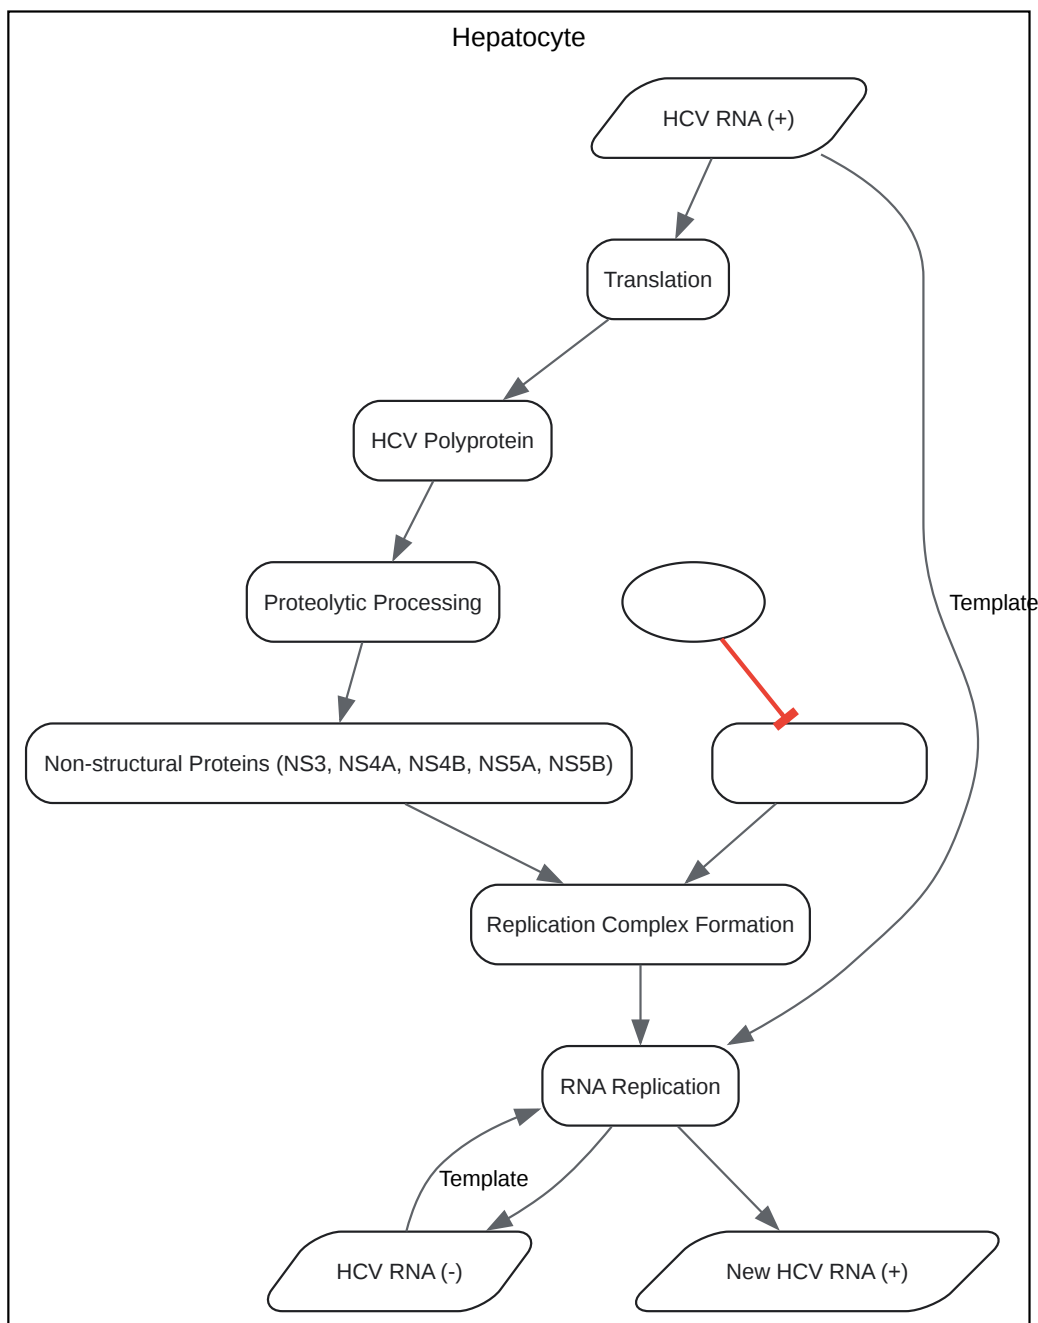 Hepatocyte
HCV RNA (+)
Translation
HCV Polyprotein
Proteolytic Processing
Template
Non-structural Proteins (NS3, NS4A, NS4B, NS5A, NS5B)
Replication Complex Formation
RNA Replication
Template
HCV RNA (-)
New HCV RNA (+)